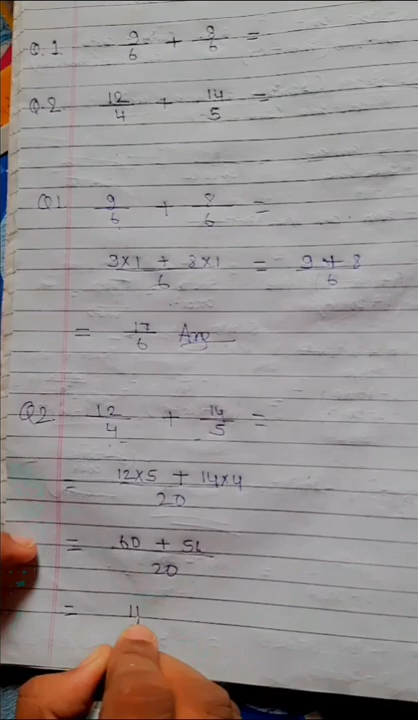 Q.1 9/6 + 8/6 =
Q.2 12/4 + 14/5 =
Q1 9/6 + 8/6 =
9×1 + 8×1/6 = 9+8/6
= 17/6 Ans
Q2 12/4 + 14/5 =
= 12×5 + 14×4/20
= 60 + 56/20
= 11